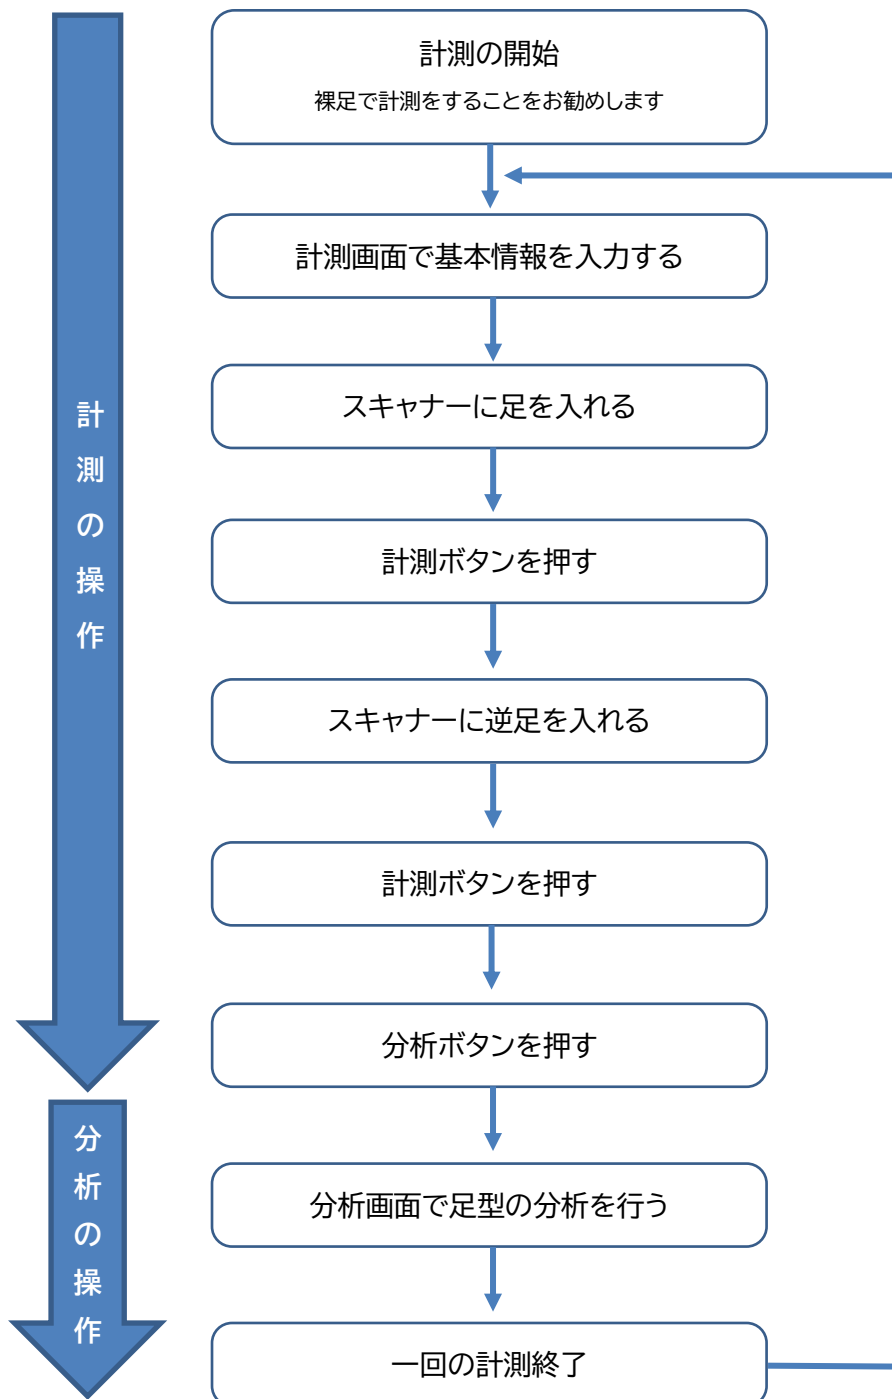 計測の開始
裸足で計測をすることをお勧めします
計測画面で基本情報を入力する
スキャナーに足を入れる
計測ボタンを押す
スキャナーに逆足を入れる
計測ボタンを押す
分析ボタンを押す
分析画面で足型の分析を行う
一回の計測終了
計測の操作
分析の操作